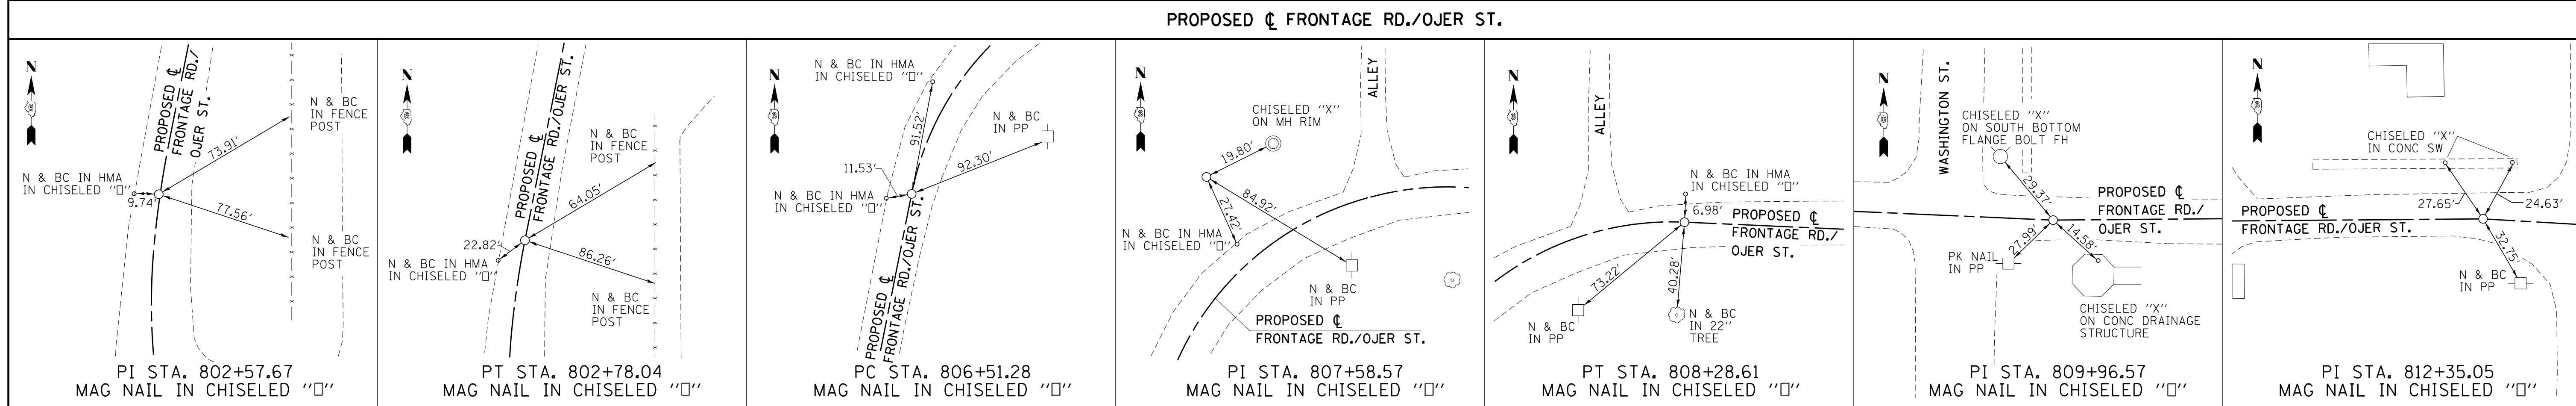 PROPOSED ℄ FRONTAGE RD./OJER ST.
N
PROPOSED ℄
FRONTAGE RD./
OJER ST.
N & BC
IN FENCE
POST
73.91'
N & BC IN HMA
IN CHISELED "□"
9.74'
77.56'
N & BC
IN FENCE
POST
PI STA. 802+57.67
MAG NAIL IN CHISELED "□"
N
PROPOSED ℄
FRONTAGE RD./OJER ST.
N & BC
IN FENCE
POST
64.05'
22.82'
N & BC IN HMA
IN CHISELED "□"
86.26'
N & BC
IN FENCE
POST
PT STA. 802+78.04
MAG NAIL IN CHISELED "□"
N
N & BC IN HMA
IN CHISELED "□"
91.52'
N & BC
IN PP
11.53'
92.30'
N & BC IN HMA
IN CHISELED "□"
PROPOSED ℄
FRONTAGE RD./OJER ST.
PC STA. 806+51.28
MAG NAIL IN CHISELED "□"
N
ALLEY
CHISELED "X"
ON MH RIM
19.80'
84.92'
27.42'
N & BC IN HMA
IN CHISELED "□"
N & BC
IN PP
PROPOSED ℄
FRONTAGE RD./OJER ST.
PI STA. 807+58.57
MAG NAIL IN CHISELED "□"
N
ALLEY
N & BC IN HMA
IN CHISELED "□"
6.98'
PROPOSED ℄
FRONTAGE RD./
OJER ST.
73.22'
40.28'
N & BC
IN PP
N & BC
IN 22"
TREE
PT STA. 808+28.61
MAG NAIL IN CHISELED "□"
N
WASHINGTON ST.
CHISELED "X"
ON SOUTH BOTTOM
FLANGE BOLT FH
29.37'
PROPOSED ℄
FRONTAGE RD./
OJER ST.
27.99'
14.58'
PK NAIL
IN PP
CHISELED "X"
ON CONC DRAINAGE
STRUCTURE
PI STA. 809+96.57
MAG NAIL IN CHISELED "□"
N
CHISELED "X"
IN CONC SW
27.65'
24.63'
PROPOSED ℄
FRONTAGE RD./OJER ST.
32.75'
N & BC
IN PP
PI STA. 812+35.05
MAG NAIL IN CHISELED "□"